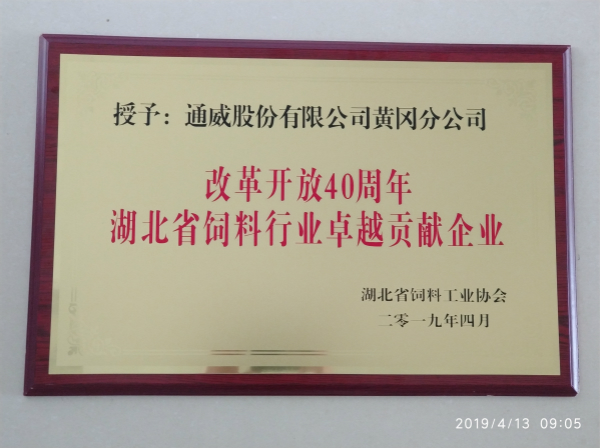 授予：通威股份有限公司黄冈分公司
改革开放40周年
湖北省饲料行业卓越贡献企业
湖北省饲料工业协会
二零一九年四月
2019/4/13 09:05